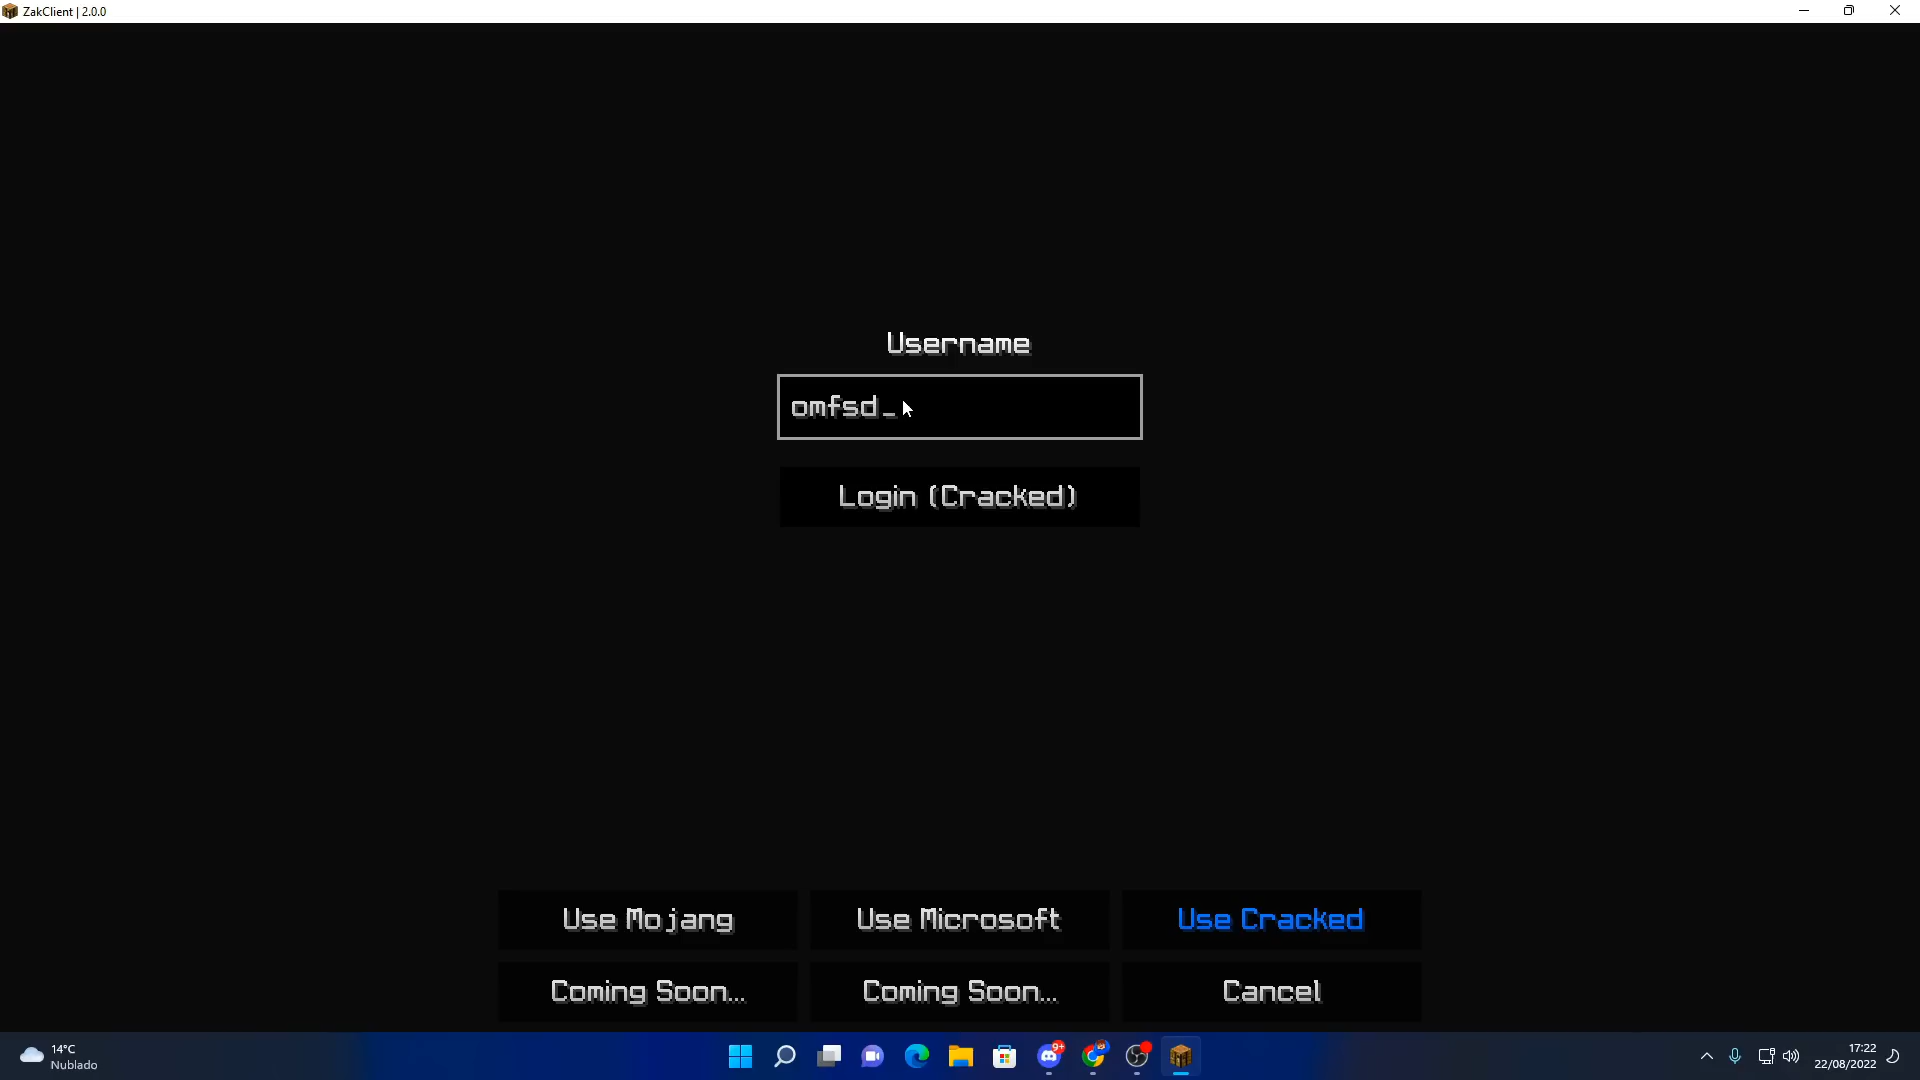 ZakClient | 2.0.0
Username
omfsd_
Login (Cracked)
Use Mojang
Use Microsoft
Use Cracked
Coming Soon...
Coming Soon...
Cancel
14°C
Nublado
9+
17:22
22/08/2022